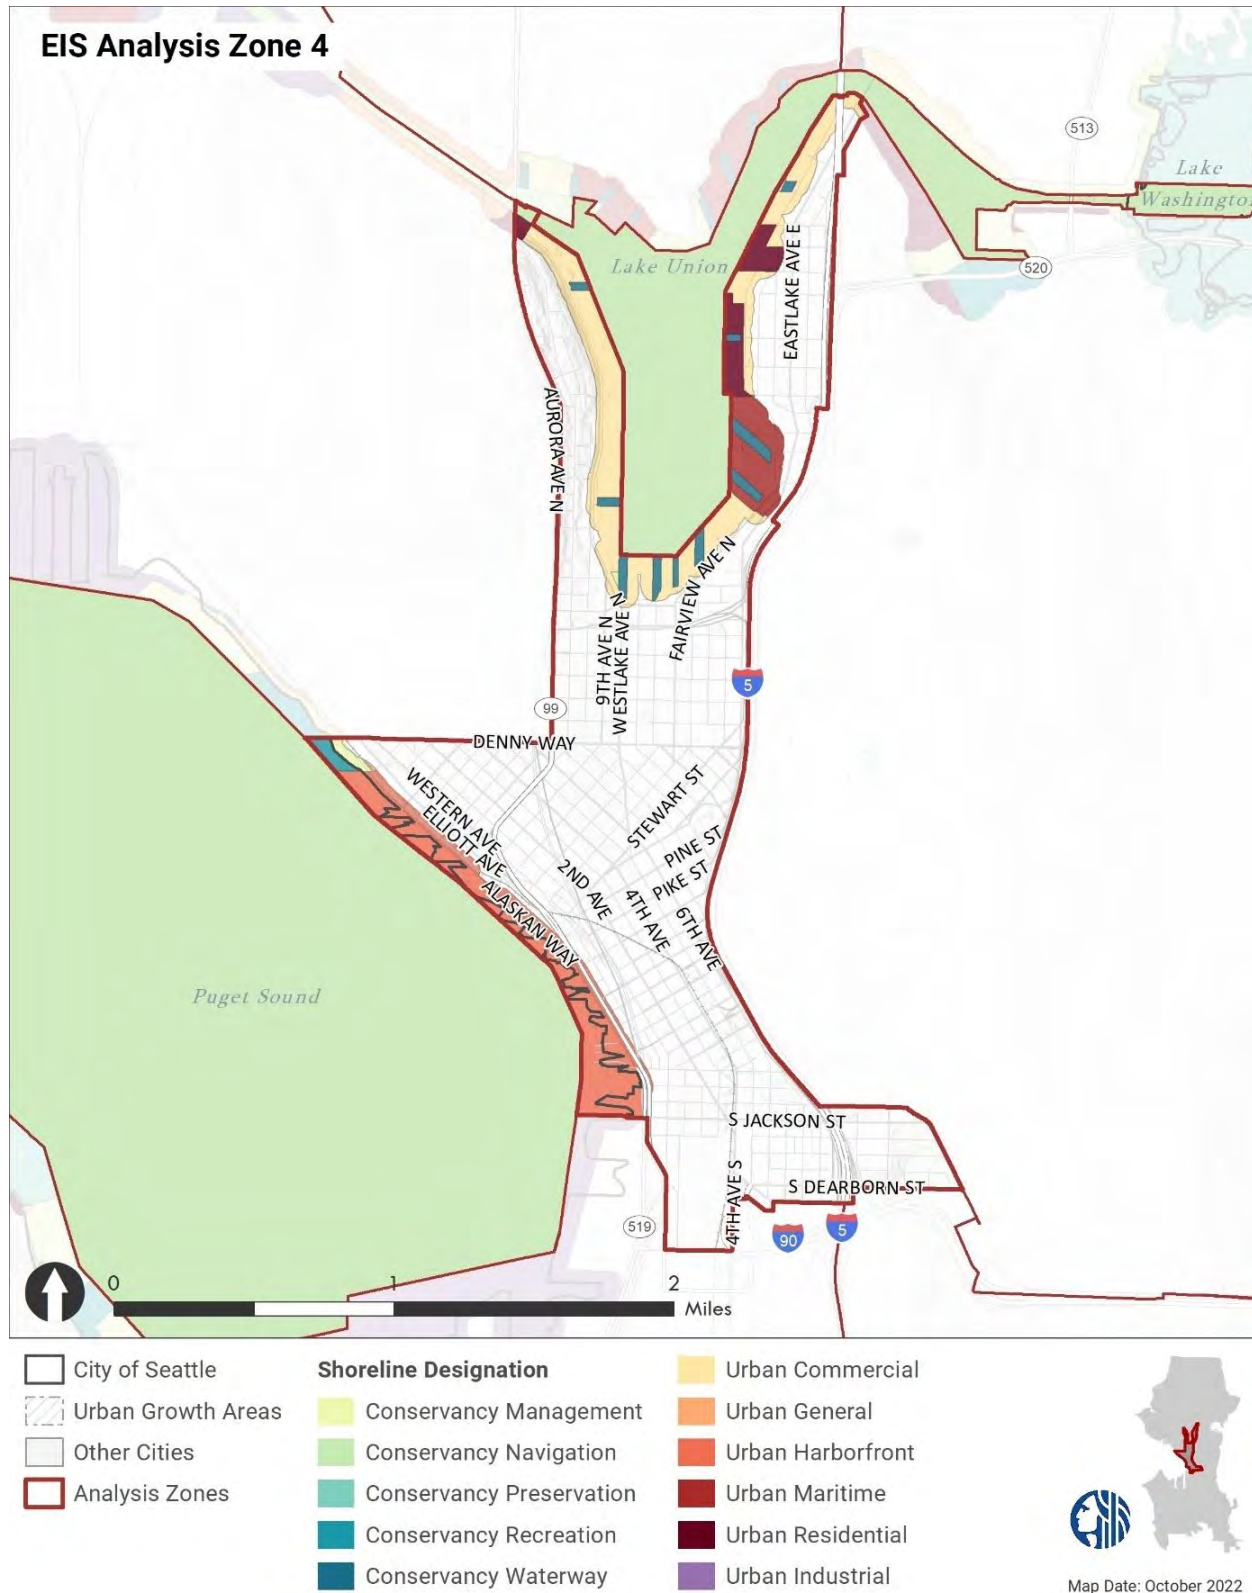 EIS Analysis Zone 4
513
Lake
Washington
Lake Union
520
EASTLAKE AVE E
AURORA AVE N
FAIRVIEW AVE N
9TH AVE N
WESTLAKE AVE N
5
99
DENNY WAY
WESTERN AVE
ELLIOTT AVE
STEWART ST
PINE ST
PIKE ST
2ND AVE
4TH AVE
6TH AVE
ALASKAN WAY
Puget Sound
S JACKSON ST
S DEARBORN ST
4TH AVE S
519
90
5
0 1 2
Miles
City of Seattle
Urban Growth Areas
Other Cities
Analysis Zones
Shoreline Designation
Conservancy Management
Conservancy Navigation
Conservancy Preservation
Conservancy Recreation
Conservancy Waterway
Urban Commercial
Urban General
Urban Harborfront
Urban Maritime
Urban Residential
Urban Industrial
Map Date: October 2022